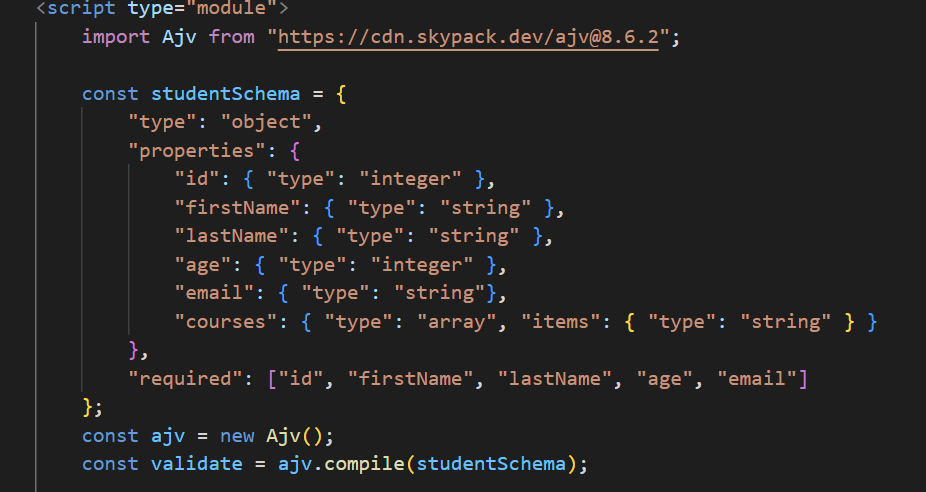 <script type="module">
import Ajv from "https://cdn.skypack.dev/ajv@8.6.2";
const studentSchema = {
"type": "object",
"properties": {
"id": { "type": "integer" },
"firstName": { "type": "string" },
"lastName": { "type": "string" },
"age": { "type": "integer" },
"email": { "type": "string"},
"courses": { "type": "array", "items": { "type": "string" } }
},
"required": ["id", "firstName", "lastName", "age", "email"]
};
const ajv = new Ajv();
const validate = ajv.compile(studentSchema);